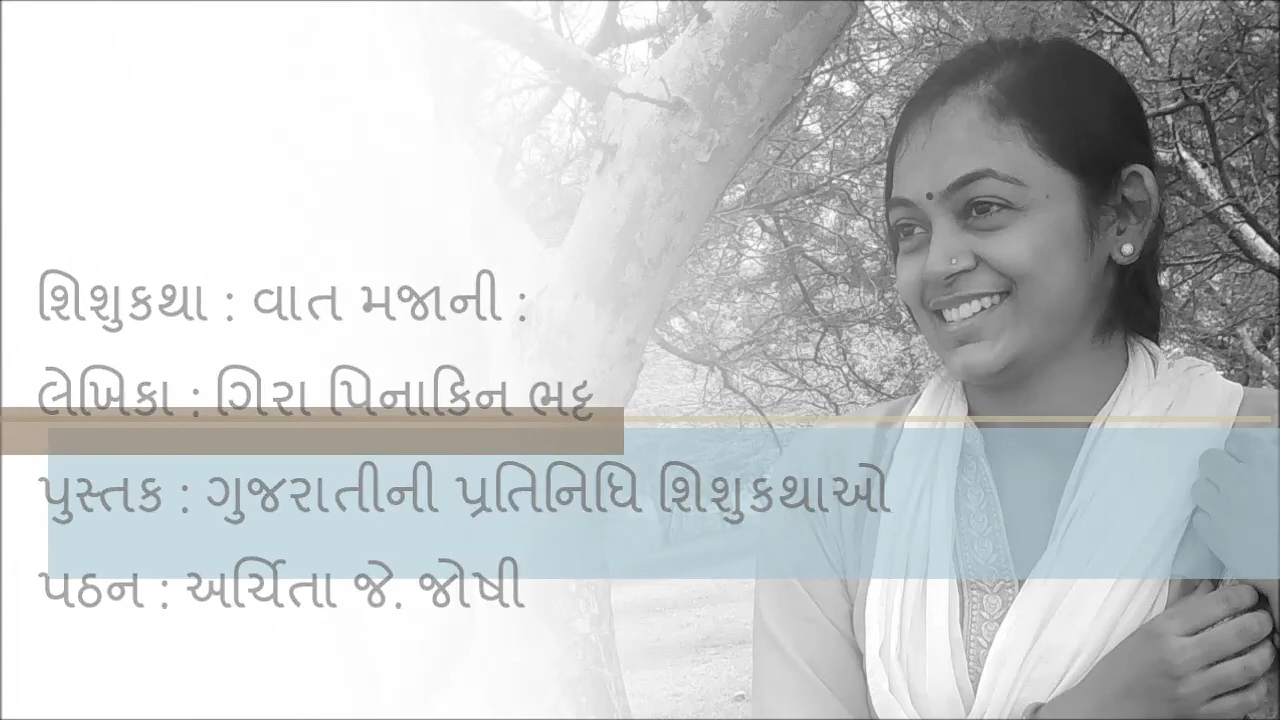 શિશુકથા : વાત મજાની :
લેખિકા : ગિરા પિનાકિન ભટ્ટ
પુસ્તક : ગુજરાતીની પ્રતિનિધિ શિશુકથાઓ
પઠન : અર્ચિતા જે. જોષી